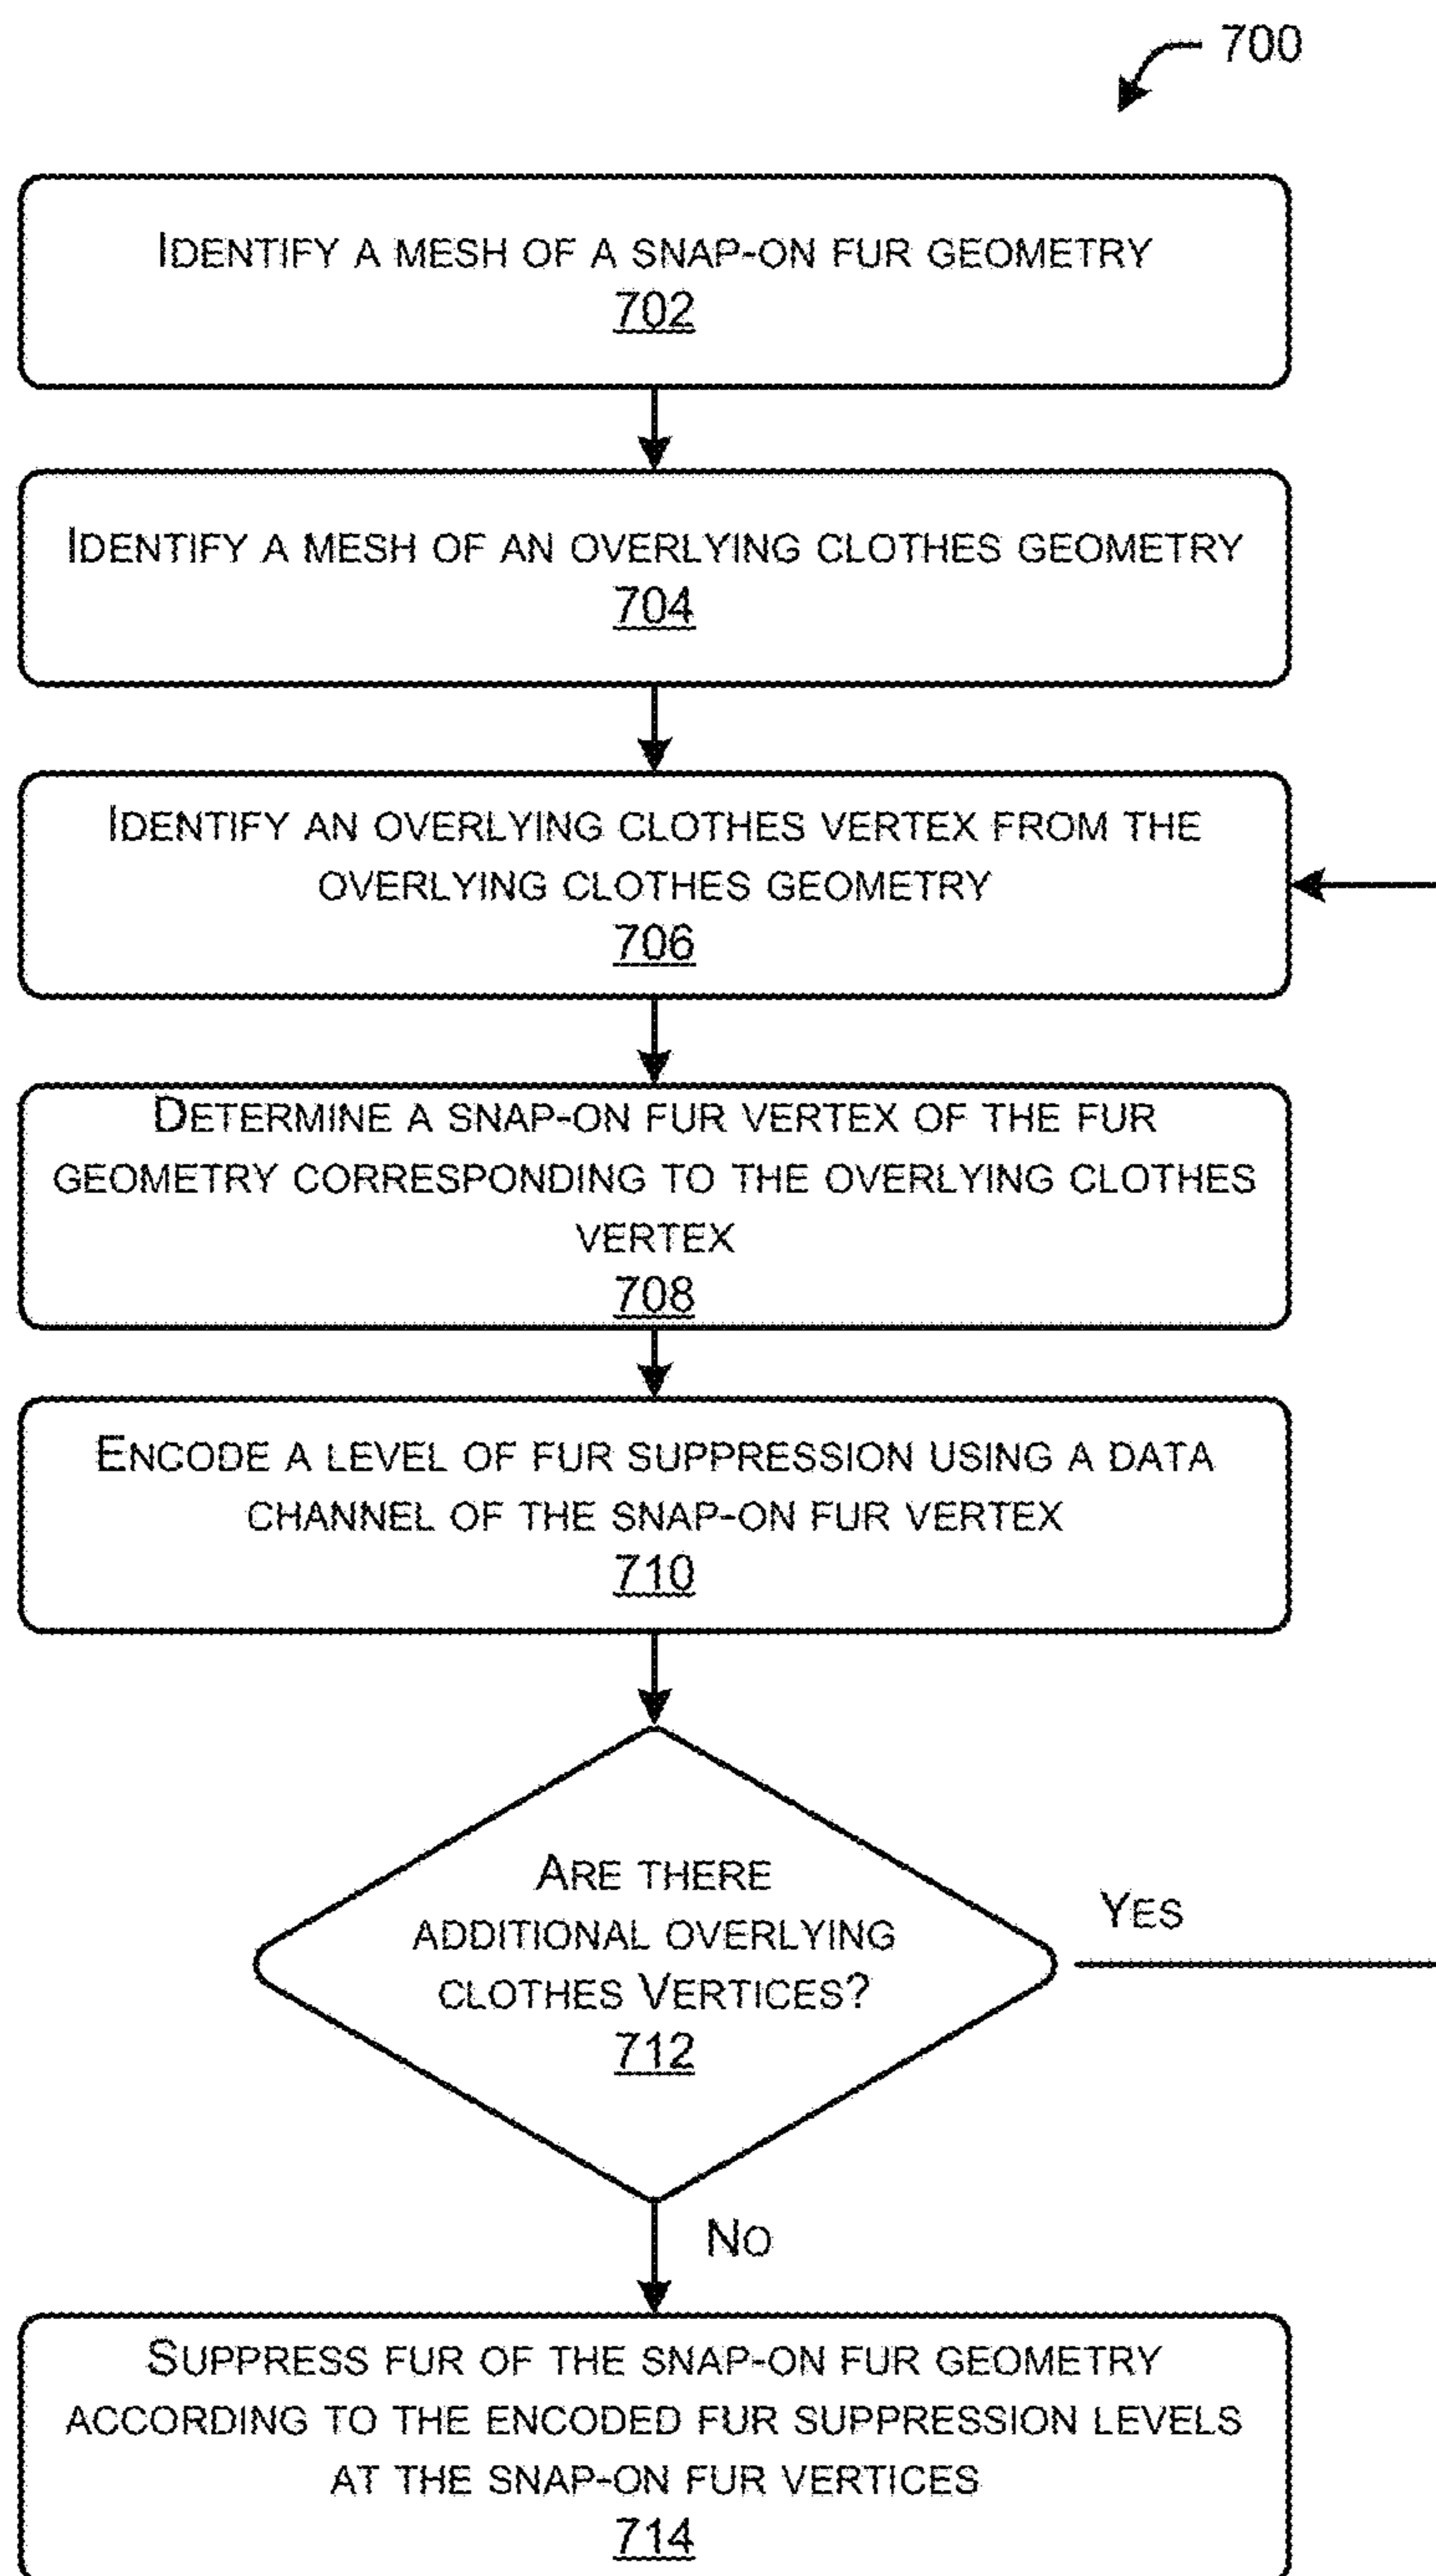 700
IDENTIFY A MESH OF A SNAP-ON FUR GEOMETRY
702
IDENTIFY A MESH OF AN OVERLYING CLOTHES GEOMETRY
704
IDENTIFY AN OVERLYING CLOTHES VERTEX FROM THE
OVERLYING CLOTHES GEOMETRY
706
DETERMINE A SNAP-ON FUR VERTEX OF THE FUR
GEOMETRY CORRESPONDING TO THE OVERLYING CLOTHES
VERTEX
708
ENCODE A LEVEL OF FUR SUPPRESSION USING A DATA
CHANNEL OF THE SNAP-ON FUR VERTEX
710
ARE THERE
ADDITIONAL OVERLYING
CLOTHES VERTICES?
712
YES
NO
SUPPRESS FUR OF THE SNAP-ON FUR GEOMETRY
ACCORDING TO THE ENCODED FUR SUPPRESSION LEVELS
AT THE SNAP-ON FUR VERTICES
714